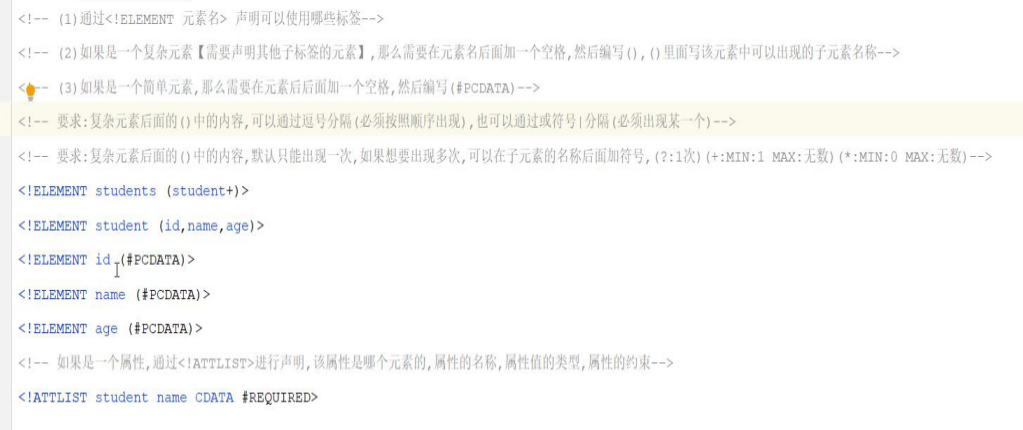 <!-- (1)通过<!ELEMENT 元素名> 声明可以使用哪些标签-->
<!-- (2)如果是一个复杂元素【需要声明其他子标签的元素】,那么需要在元素名后面加一个空格,然后编写(),()里面写该元素中可以出现的子元素名称-->
<!-- (3)如果是一个简单元素,那么需要在元素后后面加一个空格,然后编写(#PCDATA)-->
<!-- 要求:复杂元素后面的()中的内容,可以通过逗号分隔(必须按照顺序出现),也可以通过或符号|分隔(必须出现某一个)-->
<!-- 要求:复杂元素后面的()中的内容,默认只能出现一次,如果想要出现多次,可以在子元素的名称后面加符号,(?:1次)(+:MIN:1 MAX:无数)(*:MIN:0 MAX:无数)-->
<!ELEMENT students (student+)>
<!ELEMENT student (id,name,age)>
<!ELEMENT id (#PCDATA)>
<!ELEMENT name (#PCDATA)>
<!ELEMENT age (#PCDATA)>
<!-- 如果是一个属性,通过<!ATTLIST>进行声明,该属性是哪个元素的,属性的名称,属性值的类型,属性的约束-->
<!ATTLIST student name CDATA #REQUIRED>